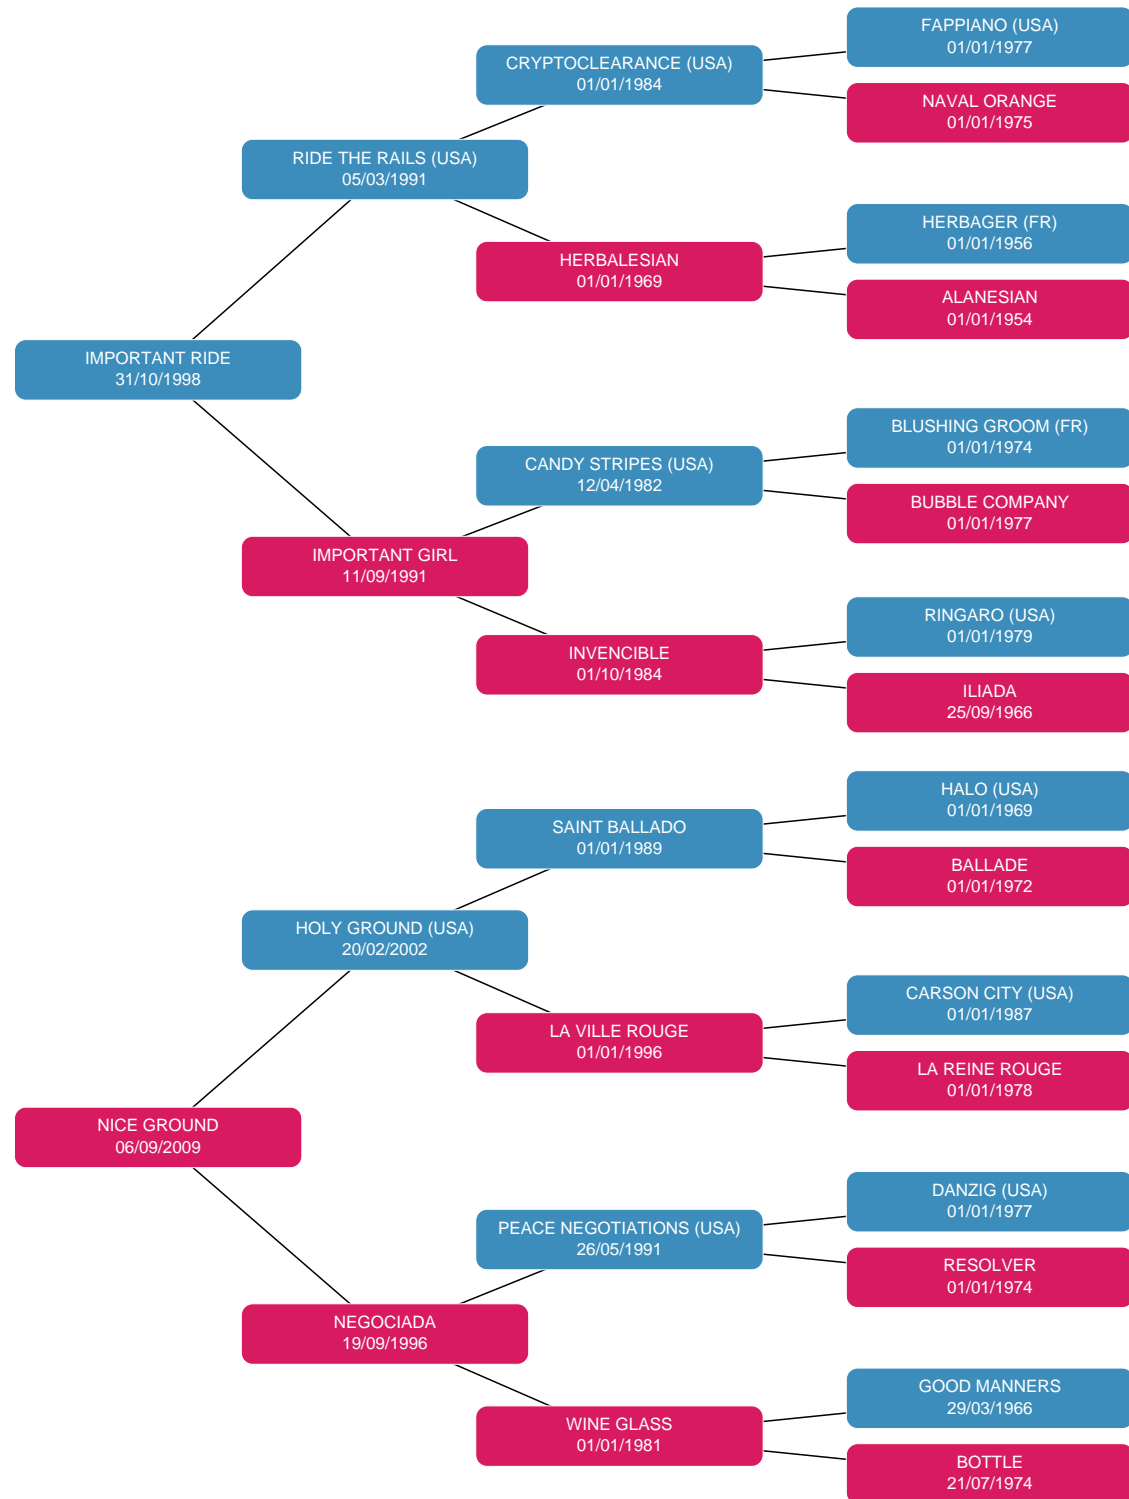 FAPPIANO (USA)
01/01/1977
CRYPTOCLEARANCE (USA)
01/01/1984
NAVAL ORANGE
01/01/1975
RIDE THE RAILS (USA)
05/03/1991
HERBAGER (FR)
01/01/1956
HERBALESIAN
01/01/1969
ALANESIAN
01/01/1954
IMPORTANT RIDE
31/10/1998
BLUSHING GROOM (FR)
01/01/1974
CANDY STRIPES (USA)
12/04/1982
BUBBLE COMPANY
01/01/1977
IMPORTANT GIRL
11/09/1991
RINGARO (USA)
01/01/1979
INVENCIBLE
01/10/1984
ILIADA
25/09/1966
HALO (USA)
01/01/1969
SAINT BALLADO
01/01/1989
BALLADE
01/01/1972
HOLY GROUND (USA)
20/02/2002
CARSON CITY (USA)
01/01/1987
LA VILLE ROUGE
01/01/1996
LA REINE ROUGE
01/01/1978
NICE GROUND
06/09/2009
DANZIG (USA)
01/01/1977
PEACE NEGOTIATIONS (USA)
26/05/1991
RESOLVER
01/01/1974
NEGOCIADA
19/09/1996
GOOD MANNERS
29/03/1966
WINE GLASS
01/01/1981
BOTTLE
21/07/1974